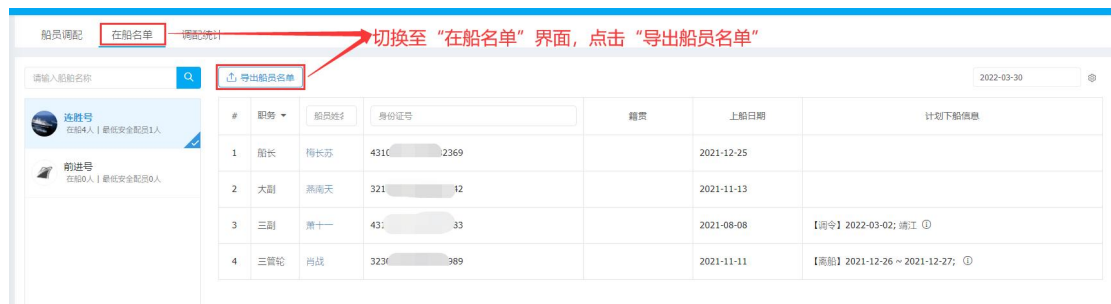 船员调配 在船名单 调配统计
切换至“在船名单”界面，点击“导出船员名单”
请输入船舶名称
导出船员名单
2022-03-30
连胜号
在船4人 | 最低安全配员1人
前进号
在船0人 | 最低安全配员0人
# 职务 船员姓名 身份证号 籍贯 上船日期 计划下船信息
1 船长 梅长苏 4310 2369 2021-12-25
2 大副 燕南天 321 42 2021-11-13
3 三副 萧十一 43 33 2021-08-08 【调令】2022-03-02; 靖江
4 三管轮 肖战 323 989 2021-11-11 【离船】2021-12-26 ~ 2021-12-27;